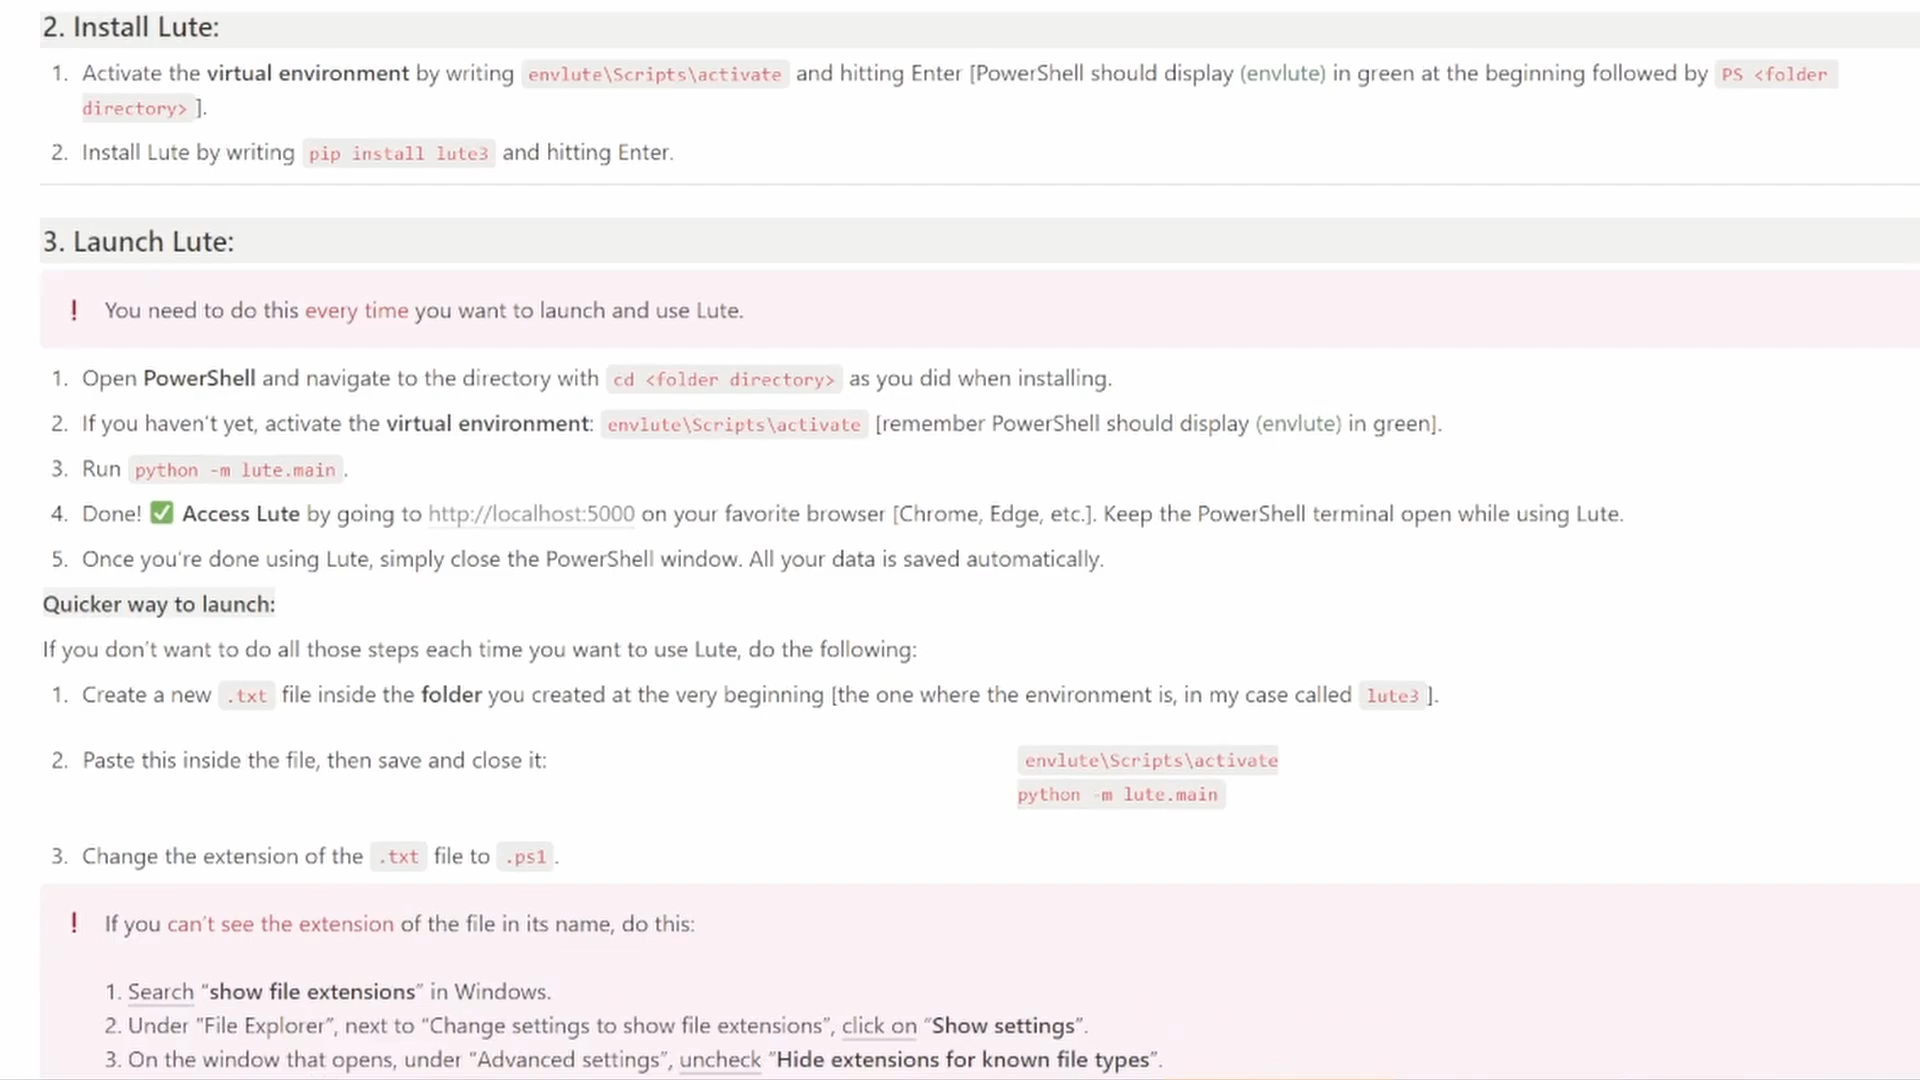 2. Install Lute:
1. Activate the virtual environment by writing envlute\Scripts\activate and hitting Enter [PowerShell should display (envlute) in green at the beginning followed by PS <folder
directory> ].
2. Install Lute by writing pip install lute3 and hitting Enter.
3. Launch Lute:
! You need to do this every time you want to launch and use Lute.
1. Open PowerShell and navigate to the directory with cd <folder directory> as you did when installing.
2. If you haven't yet, activate the virtual environment: envlute\Scripts\activate [remember PowerShell should display (envlute) in green].
3. Run python -m lute.main .
4. Done! ✅ Access Lute by going to http://localhost:5000 on your favorite browser [Chrome, Edge, etc.]. Keep the PowerShell terminal open while using Lute.
5. Once you're done using Lute, simply close the PowerShell window. All your data is saved automatically.
Quicker way to launch:
If you don't want to do all those steps each time you want to use Lute, do the following:
1. Create a new .txt file inside the folder you created at the very beginning [the one where the environment is, in my case called lute3 ].
2. Paste this inside the file, then save and close it: envlute\Scripts\activate
python -m lute.main
3. Change the extension of the .txt file to .ps1 .
! If you can't see the extension of the file in its name, do this:
1. Search “show file extensions” in Windows.
2. Under "File Explorer”, next to “Change settings to show file extensions”, click on “Show settings”.
3. On the window that opens, under “Advanced settings”, uncheck “Hide extensions for known file types”.